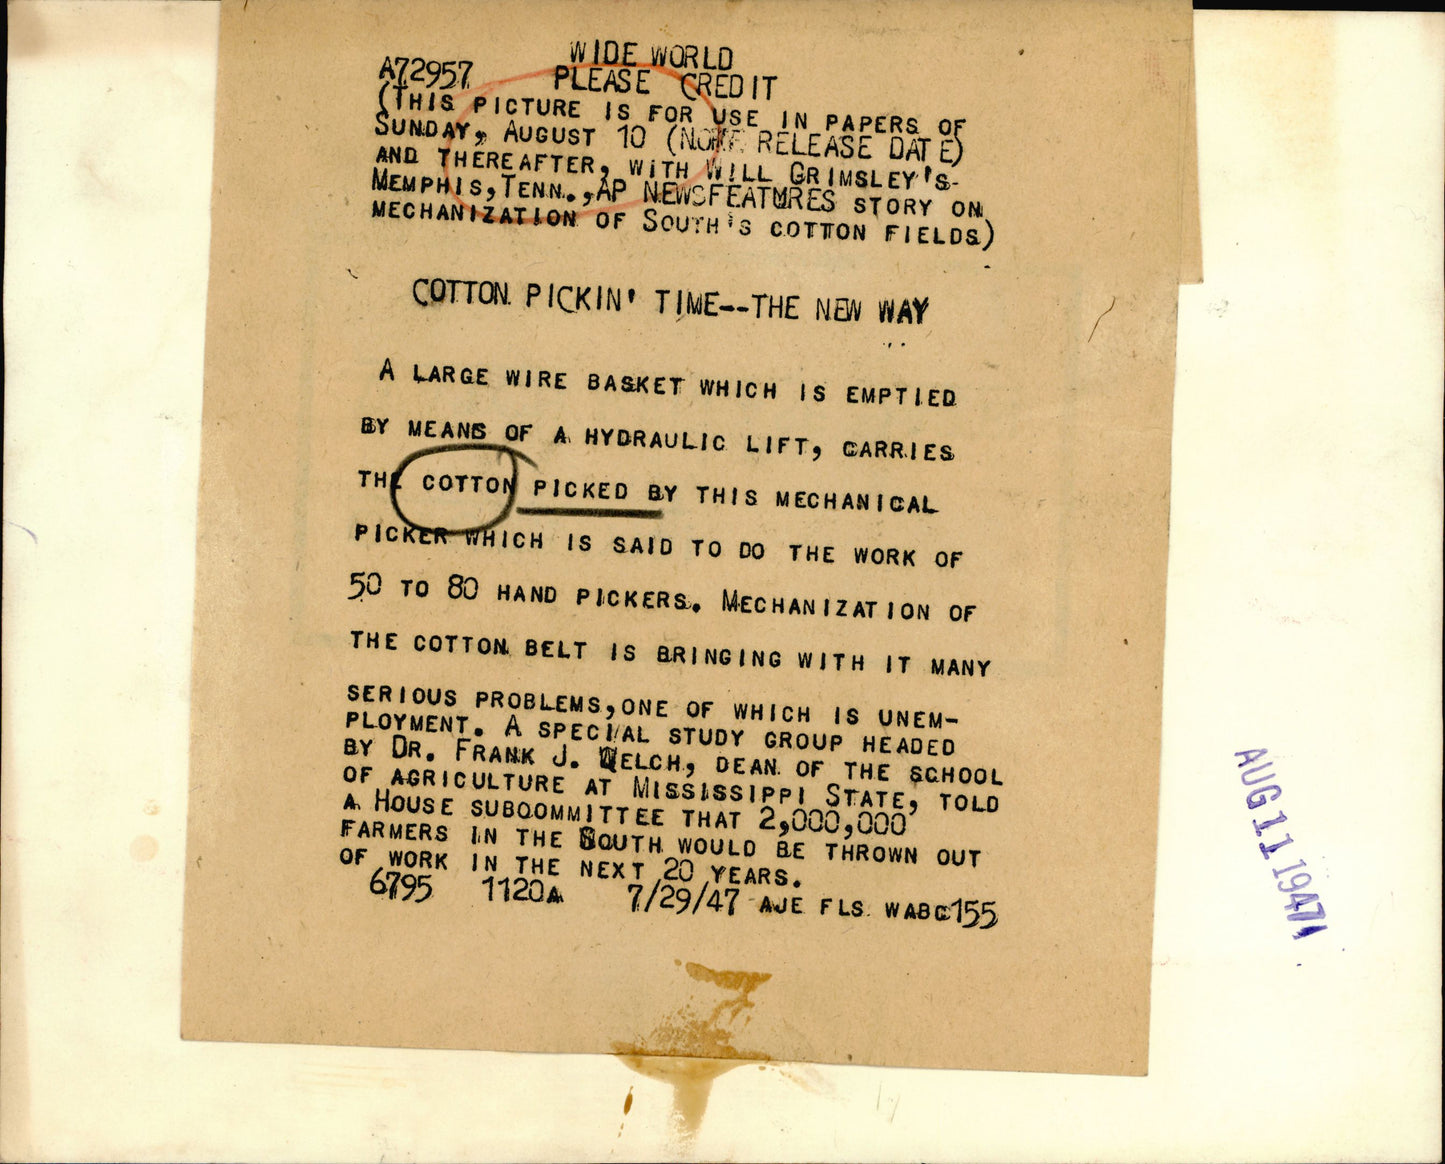 WIDE WORLD
A72957 PLEASE CREDIT
(THIS PICTURE IS FOR USE IN PAPERS OF
SUNDAY, AUGUST 10 (NOTE RELEASE DATE)
AND THEREAFTER, WITH WILL GRIMSLEY'S-
MEMPHIS,TENN.,AP NEWSFEATURES STORY ON
MECHANIZATION OF SOUTH'S COTTON FIELDS)
COTTON PICKIN' TIME--THE NEW WAY
A LARGE WIRE BASKET WHICH IS EMPTIED
BY MEANS OF A HYDRAULIC LIFT, CARRIES
THE COTTON PICKED BY THIS MECHANICAL
PICKER WHICH IS SAID TO DO THE WORK OF
50 TO 80 HAND PICKERS. MECHANIZATION OF
THE COTTON BELT IS BRINGING WITH IT MANY
SERIOUS PROBLEMS,ONE OF WHICH IS UNEM-
PLOYMENT. A SPECIAL STUDY GROUP HEADED
BY DR. FRANK J. WELCH, DEAN OF THE SCHOOL
OF AGRICULTURE AT MISSISSIPPI STATE, TOLD
A HOUSE SUBCOMMITTEE THAT 2,000,000
FARMERS IN THE SOUTH WOULD BE THROWN OUT
OF WORK IN THE NEXT 20 YEARS.
6795 1120A 7/29/47 AJE FLS WABC155
AUG 11 1947